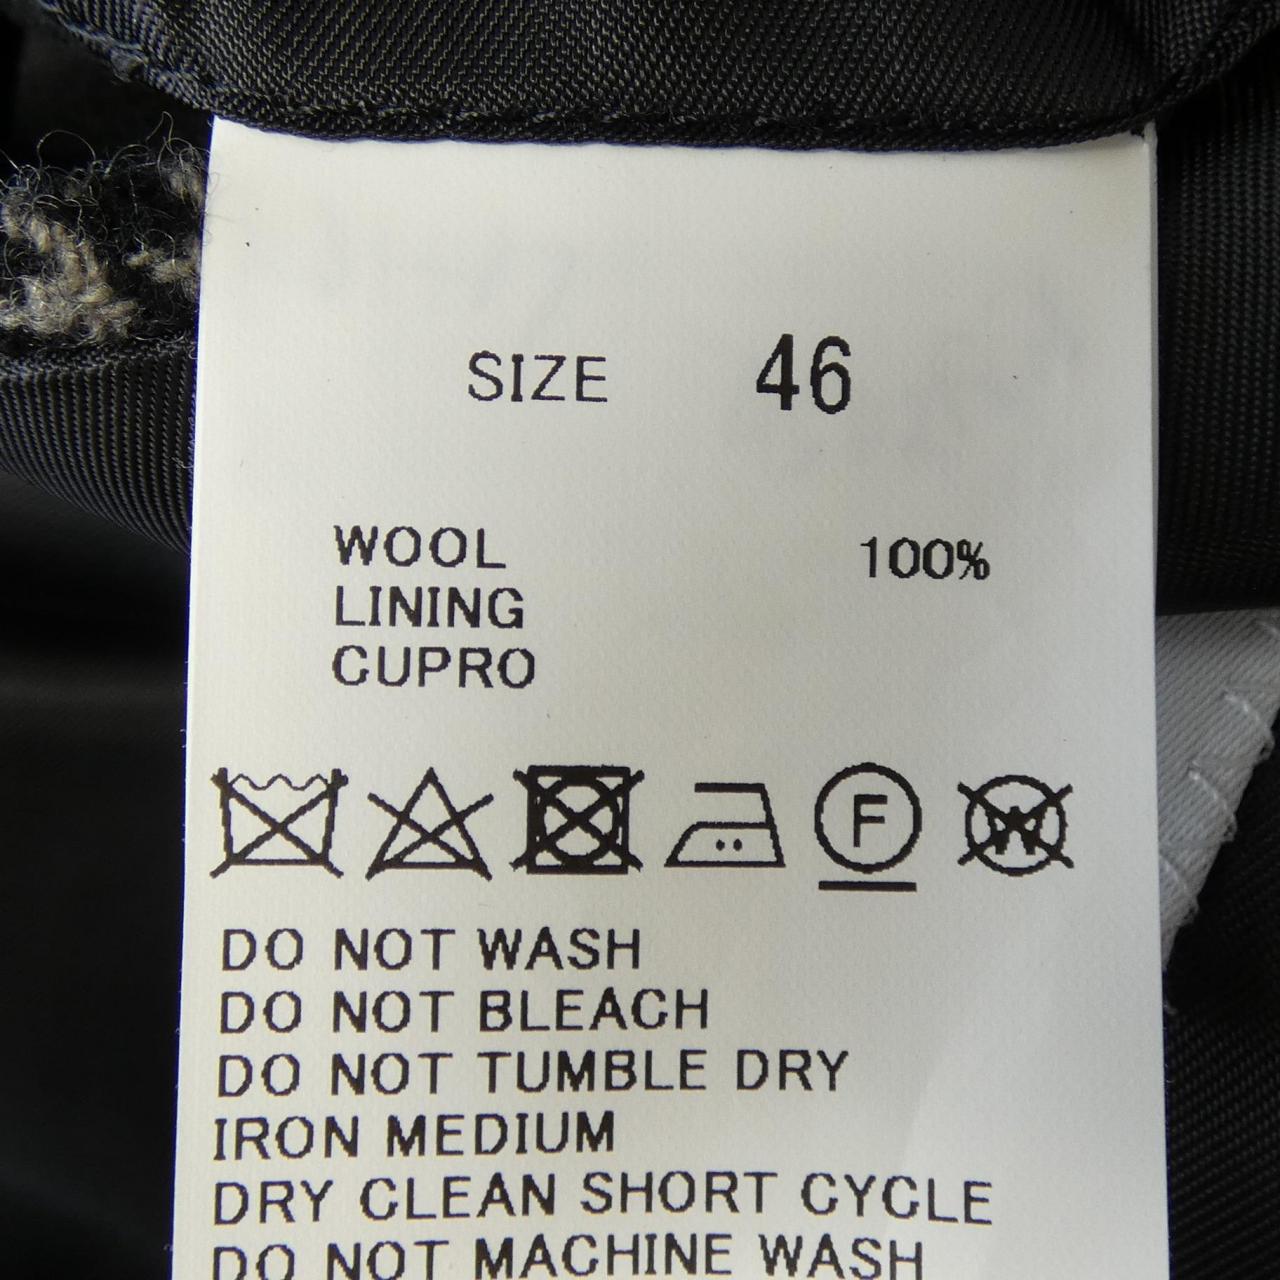 SIZE 46
WOOL 100%
LINING
CUPRO
F
W
DO NOT WASH
DO NOT BLEACH
DO NOT TUMBLE DRY
IRON MEDIUM
DRY CLEAN SHORT CYCLE
DO NOT MACHINE WASH